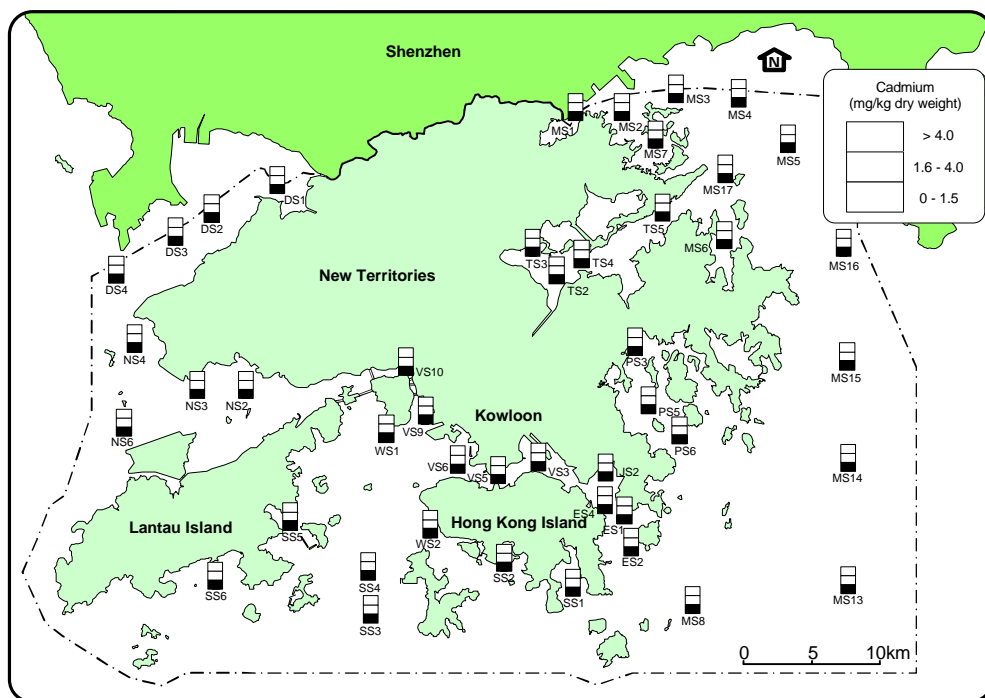 Shenzhen
N
Cadmium
(mg/kg dry weight)
> 4.0
1.6 - 4.0
0 - 1.5
MS1
MS2
MS3
MS4
MS5
MS7
MS17
DS1
DS2
DS3
DS4
TS5
TS3
TS4
TS2
MS6
MS16
New Territories
NS4
NS3
NS2
NS6
VS10
PS3
MS15
PS5
PS6
Kowloon
VS9
WS1
VS6
VS5
VS3
JS2
MS14
Lantau Island
SS5
WS2
Hong Kong Island
ES4
ES1
ES2
SS6
SS4
SS3
SS2
SS1
MS8
MS13
0 5 10km